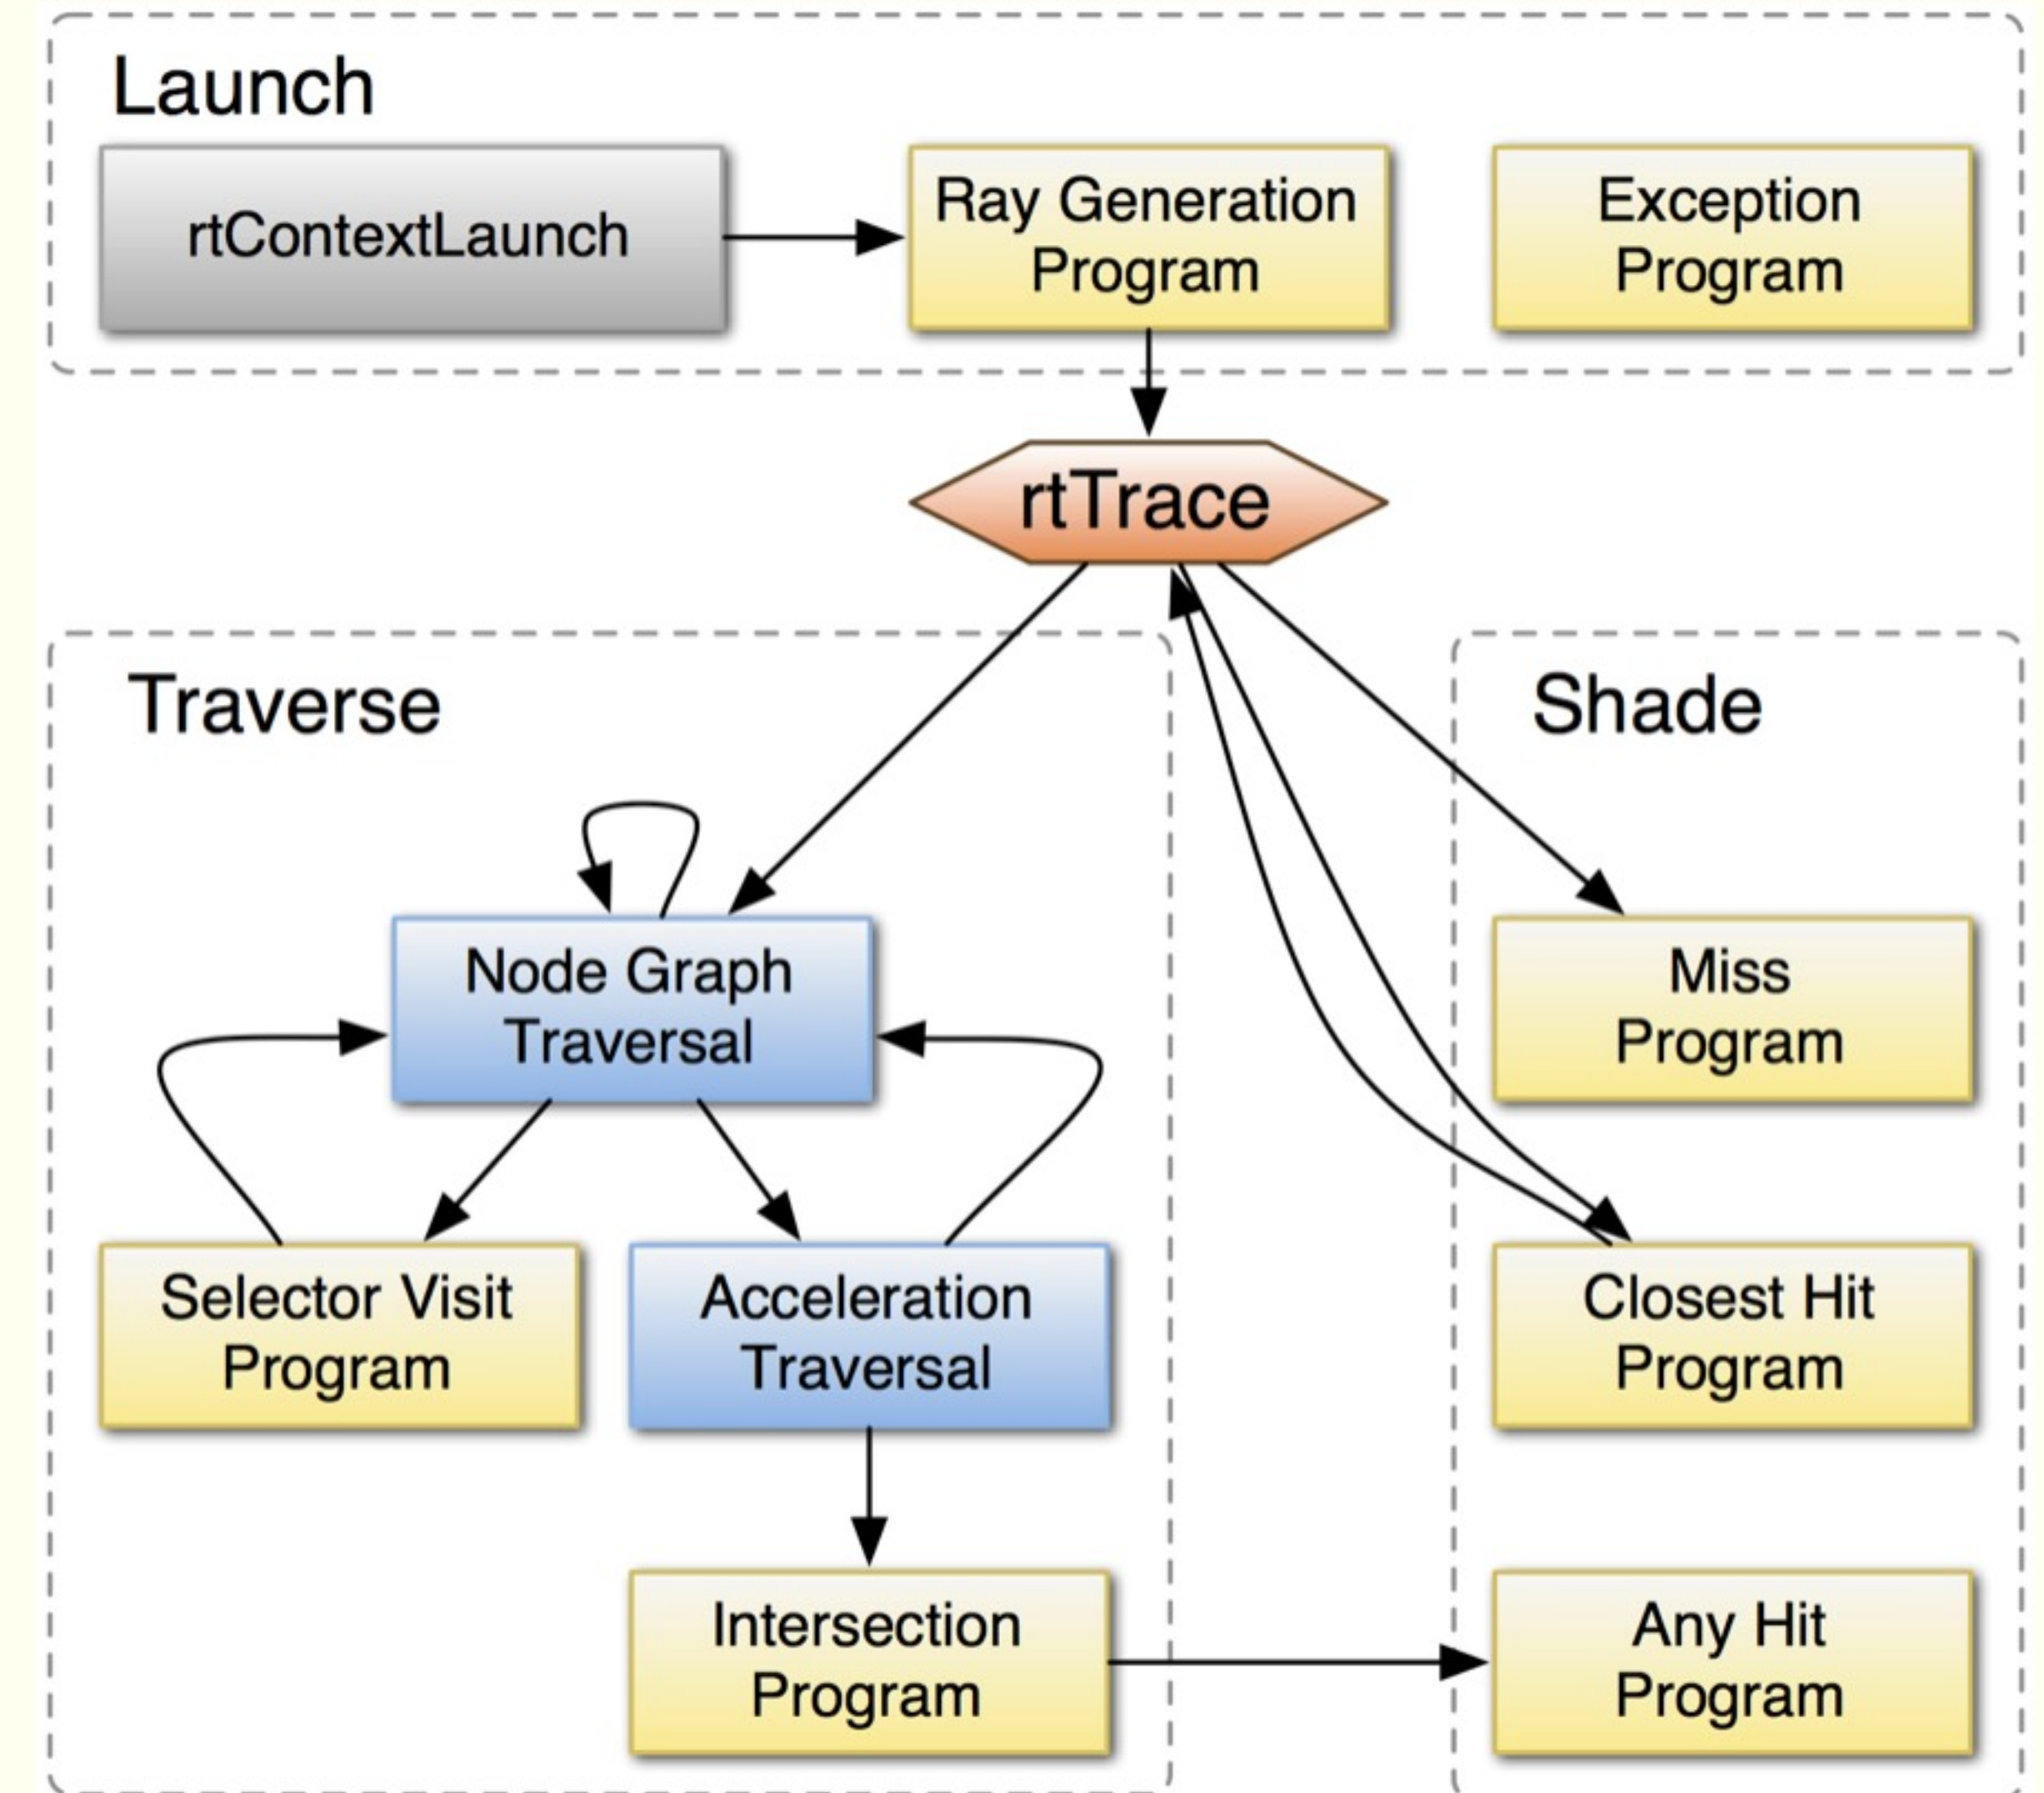 Launch
rtContextLaunch
Ray Generation
Program
Exception
Program
rtTrace
Traverse
Shade
Node Graph
Traversal
Miss
Program
Selector Visit
Program
Acceleration
Traversal
Closest Hit
Program
Intersection
Program
Any Hit
Program